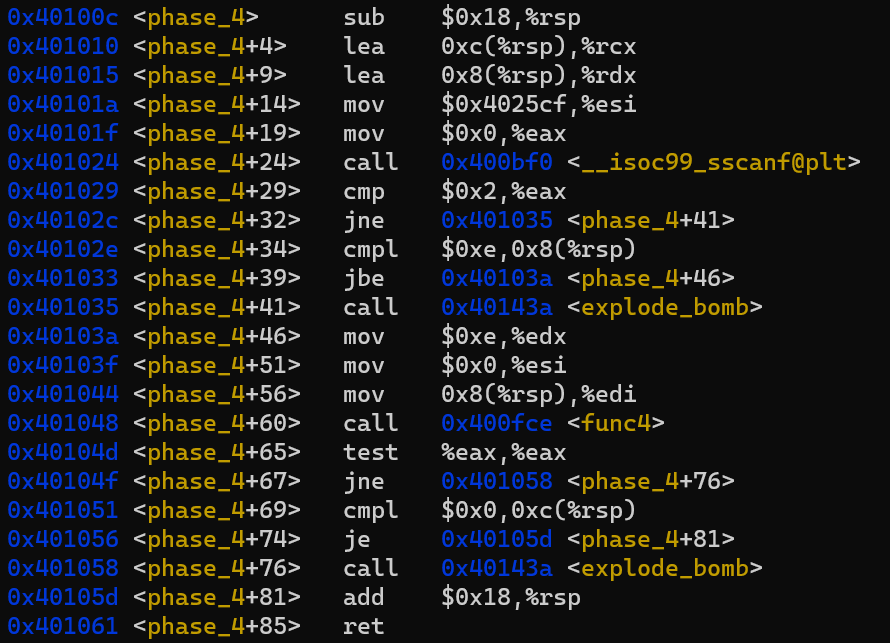 0x40100c <phase_4>      sub    $0x18,%rsp
0x401010 <phase_4+4>    lea    0xc(%rsp),%rcx
0x401015 <phase_4+9>    lea    0x8(%rsp),%rdx
0x40101a <phase_4+14>   mov    $0x4025cf,%esi
0x40101f <phase_4+19>   mov    $0x0,%eax
0x401024 <phase_4+24>   call   0x400bf0 <__isoc99_sscanf@plt>
0x401029 <phase_4+29>   cmp    $0x2,%eax
0x40102c <phase_4+32>   jne    0x401035 <phase_4+41>
0x40102e <phase_4+34>   cmpl   $0xe,0x8(%rsp)
0x401033 <phase_4+39>   jbe    0x40103a <phase_4+46>
0x401035 <phase_4+41>   call   0x40143a <explode_bomb>
0x40103a <phase_4+46>   mov    $0xe,%edx
0x40103f <phase_4+51>   mov    $0x0,%esi
0x401044 <phase_4+56>   mov    0x8(%rsp),%edi
0x401048 <phase_4+60>   call   0x400fce <func4>
0x40104d <phase_4+65>   test   %eax,%eax
0x40104f <phase_4+67>   jne    0x401058 <phase_4+76>
0x401051 <phase_4+69>   cmpl   $0x0,0xc(%rsp)
0x401056 <phase_4+74>   je     0x40105d <phase_4+81>
0x401058 <phase_4+76>   call   0x40143a <explode_bomb>
0x40105d <phase_4+81>   add    $0x18,%rsp
0x401061 <phase_4+85>   ret